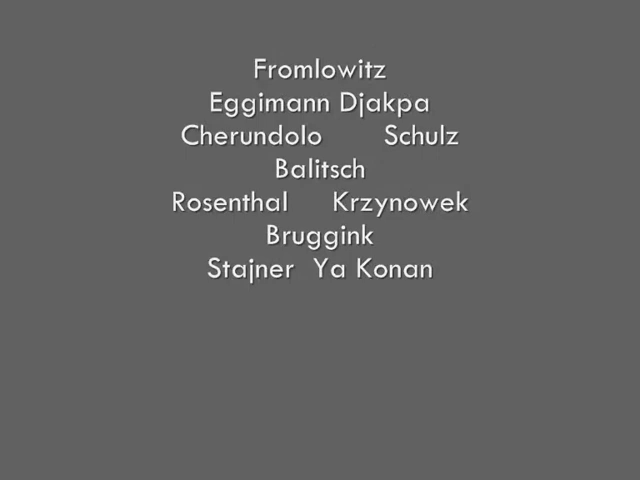 Fromlowitz
Eggimann Djakpa
Cherundolo Schulz
Balitsch
Rosenthal Krzynowek
Bruggink
Stajner Ya Konan